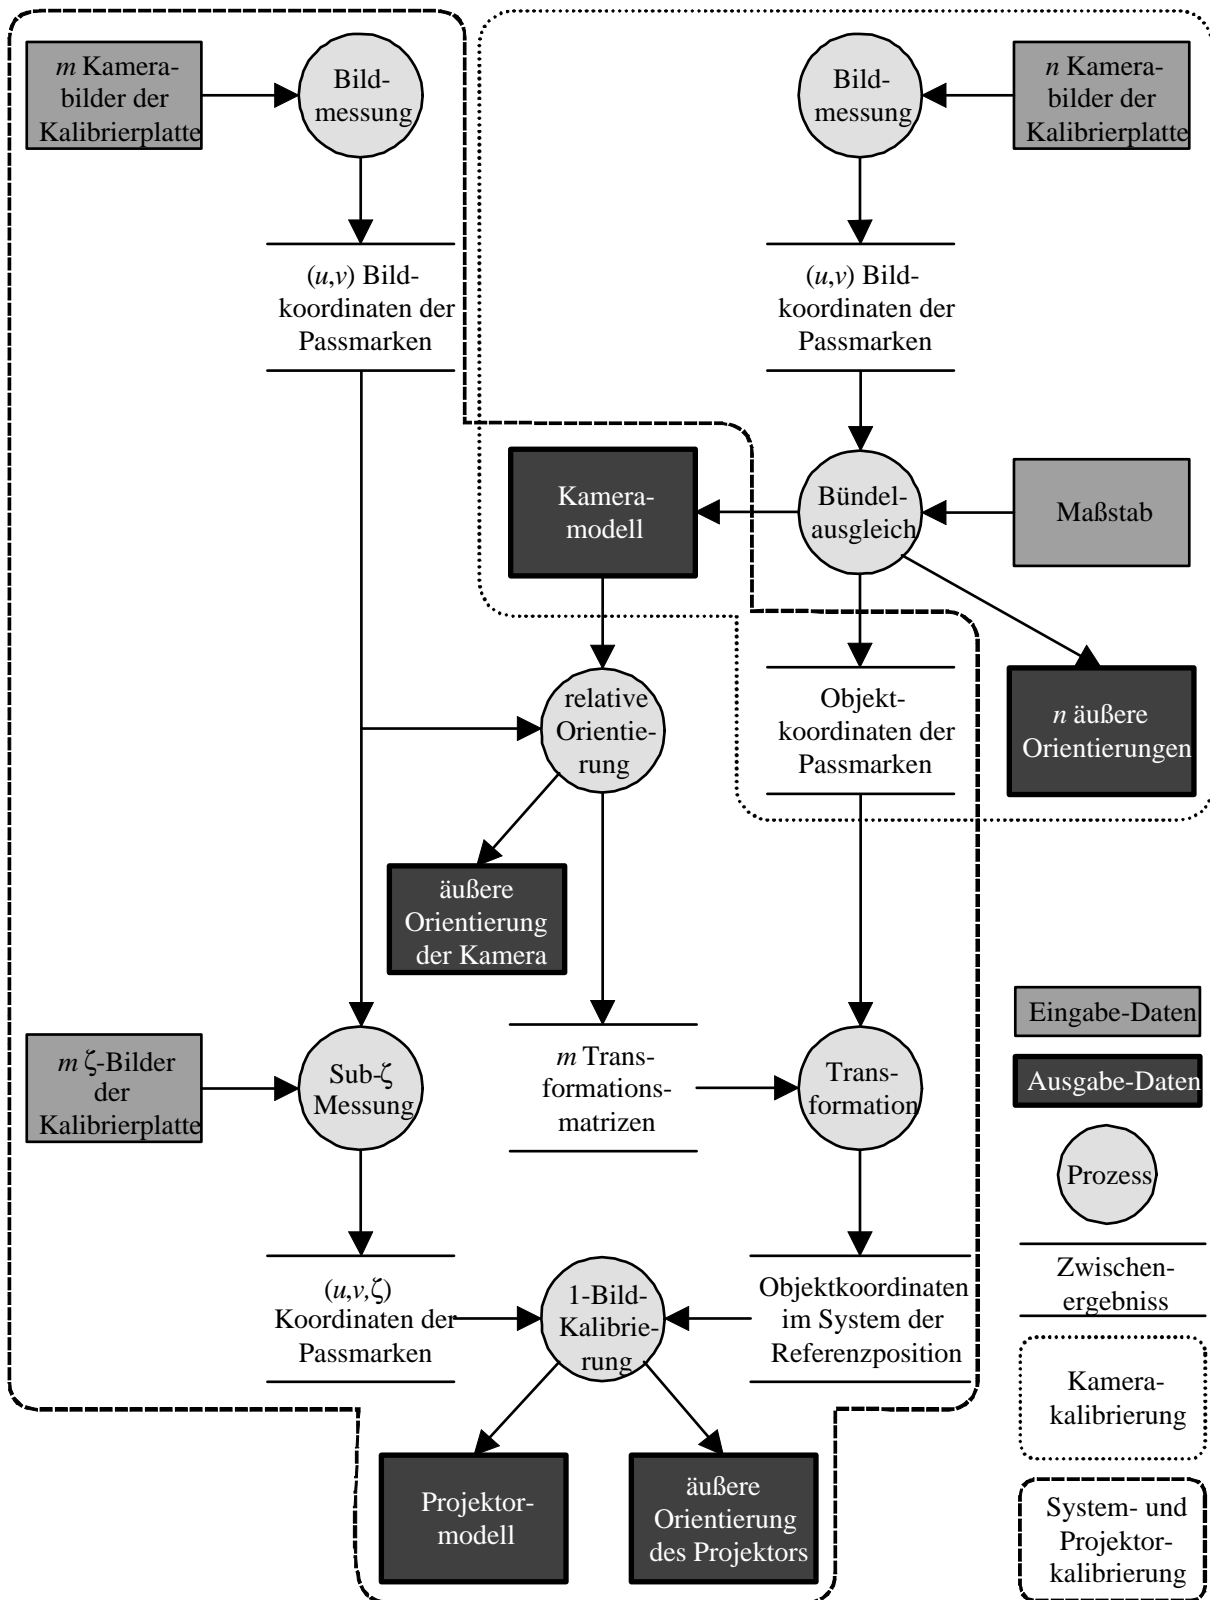 m Kamera-
bilder der
Kalibrierplatte
Bild-
messung
Bild-
messung
n Kamera-
bilder der
Kalibrierplatte
(u,v) Bild-
koordinaten der
Passmarken
(u,v) Bild-
koordinaten der
Passmarken
Kamera-
modell
Bündel-
ausgleich
Maßstab
relative
Orientie-
rung
Objekt-
koordinaten der
Passmarken
n äußere
Orientierungen
äußere
Orientierung
der Kamera
m ζ-Bilder
der
Kalibrierplatte
Sub-ζ
Messung
m Trans-
formations-
matrizen
Trans-
formation
Eingabe-Daten
Ausgabe-Daten
Prozess
(u,v,ζ)
Koordinaten der
Passmarken
1-Bild-
Kalibrie-
rung
Objektkoordinaten
im System der
Referenzposition
Zwischen-
ergebniss
Kamera-
kalibrierung
Projektor-
modell
äußere
Orientierung
des Projektors
System- und
Projektor-
kalibrierung